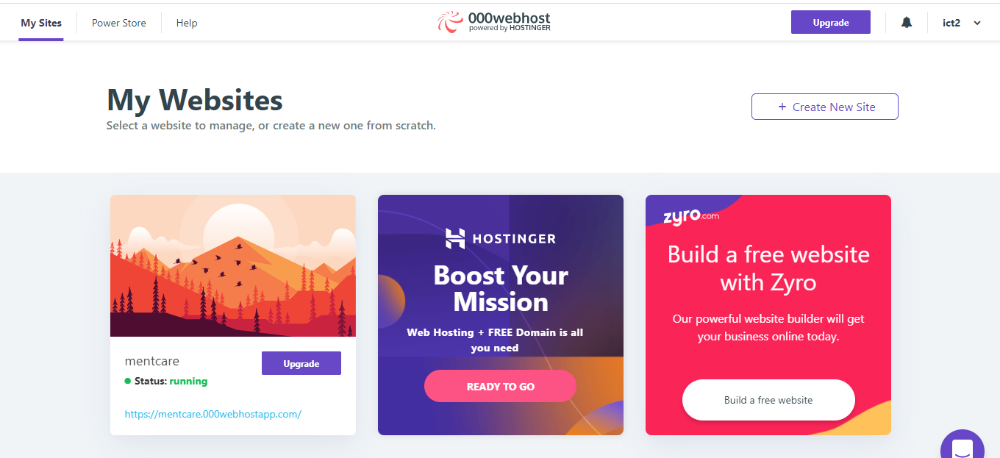 My Sites
Power Store
Help
000webhost
powered by HOSTINGER
Upgrade
ict2
My Websites
Select a website to manage, or create a new one from scratch.
+ Create New Site
mentcare
Upgrade
Status: running
https://mentcare.000webhostapp.com/
HOSTINGER
Boost Your
Mission
Web Hosting + FREE Domain is all
you need
READY TO GO
zyro.com
Build a free website
with Zyro
Our powerful website builder will get
your business online today.
Build a free website